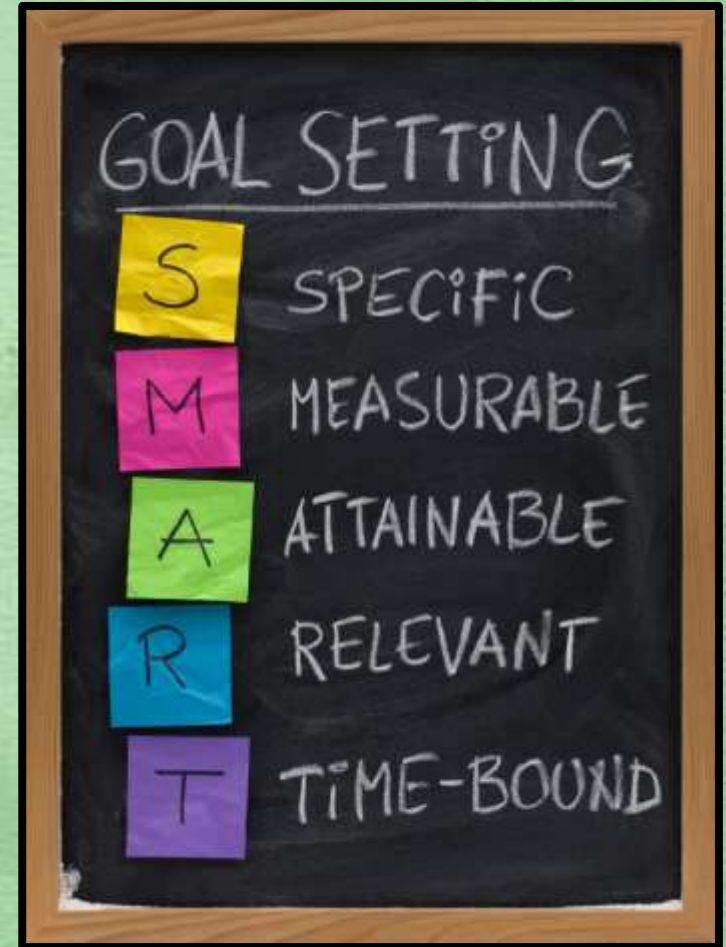 GOAL SETTING
S SPECIFIC
M MEASURABLE
A ATTAINABLE
R RELEVANT
T TIME-BOUND